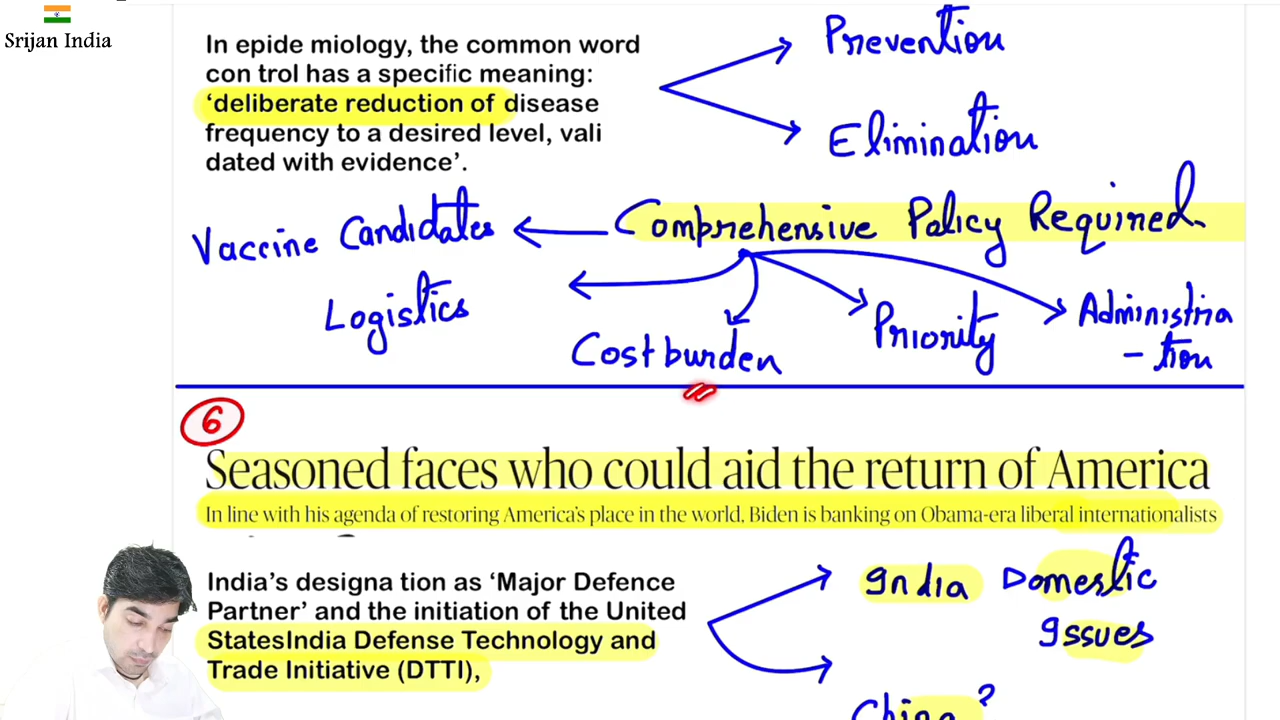 Srijan India
In epide miology, the common word
con trol has a specific meaning:
‘deliberate reduction of disease
frequency to a desired level, vali
dated with evidence’.
Prevention
Elimination
Comprehensive Policy Required
Vaccine Candidates
Logistics
Cost burden
Priority
Administra
- tion
6
Seasoned faces who could aid the return of America
In line with his agenda of restoring America’s place in the world, Biden is banking on Obama-era liberal internationalists
India’s designa tion as ‘Major Defence
Partner’ and the initiation of the United
StatesIndia Defense Technology and
Trade Initiative (DTTI),
India Domestic
Issues
China?